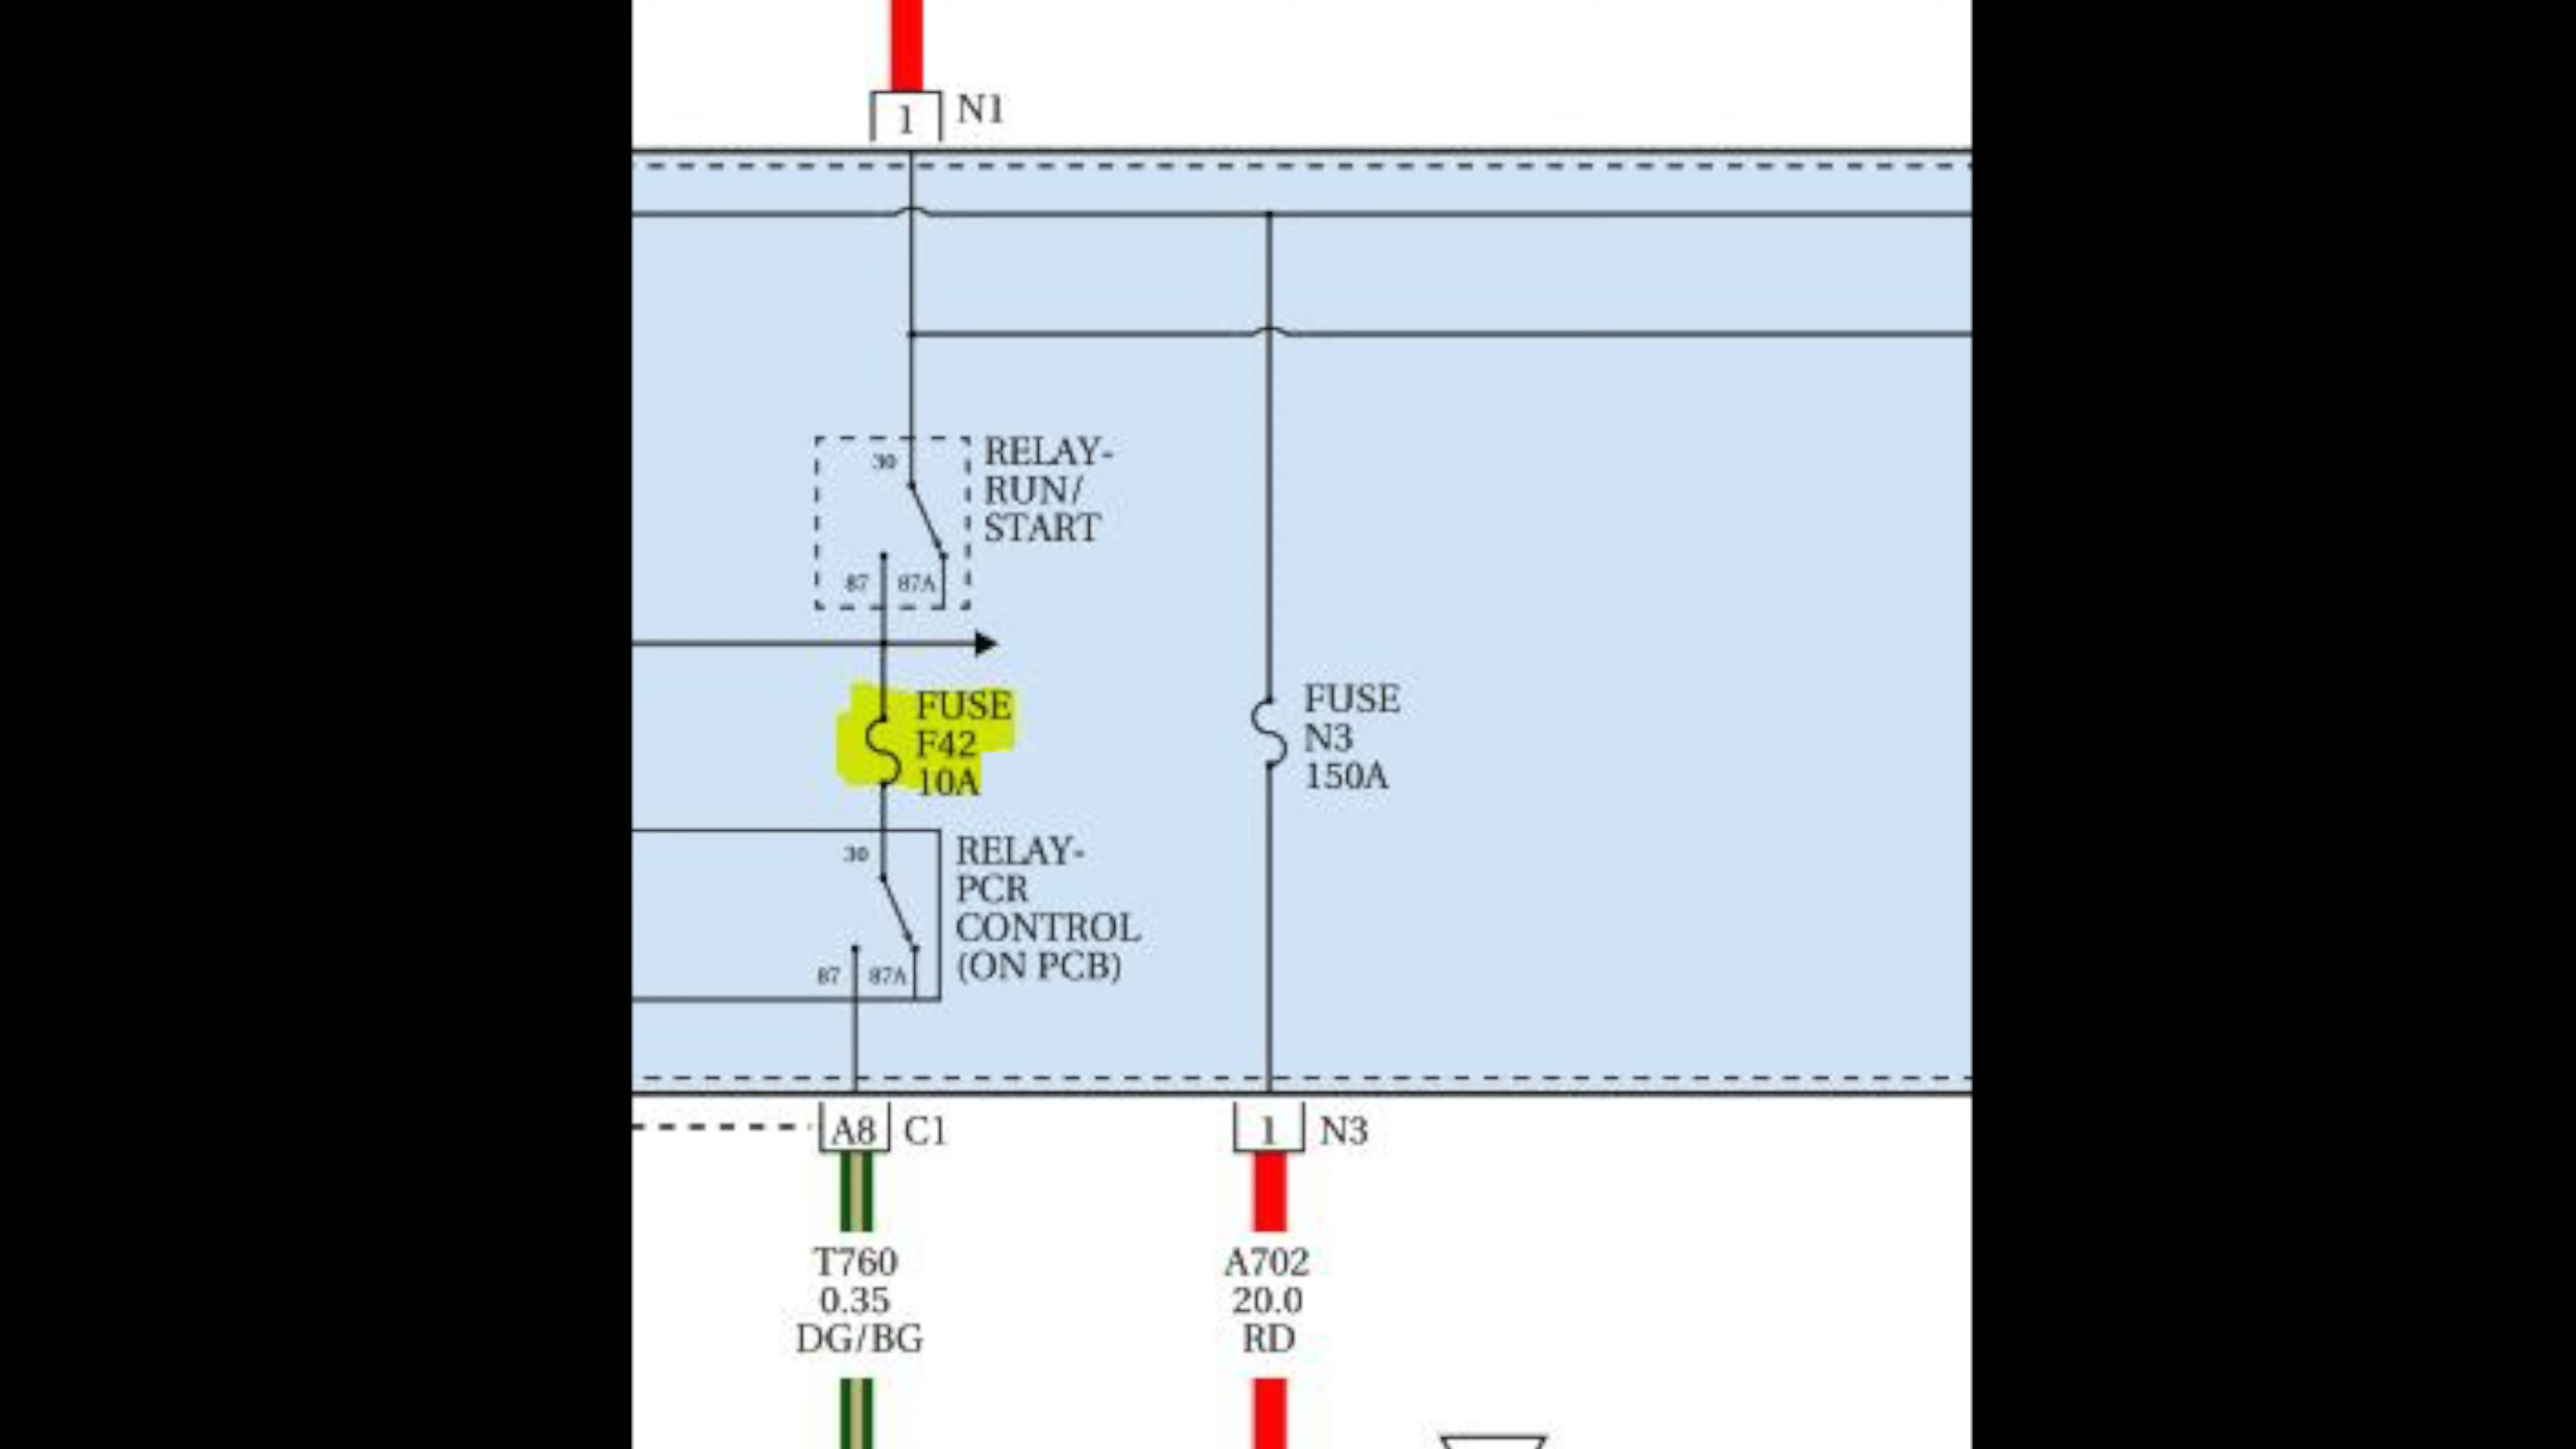 1 N1
30
RELAY-
RUN/
START
87 87A
FUSE
F42
10A
FUSE
N3
150A
30
RELAY-
PCR
CONTROL
(ON PCB)
87 87A
A8 C1
1 N3
T760
0.35
DG/BG
A702
20.0
RD